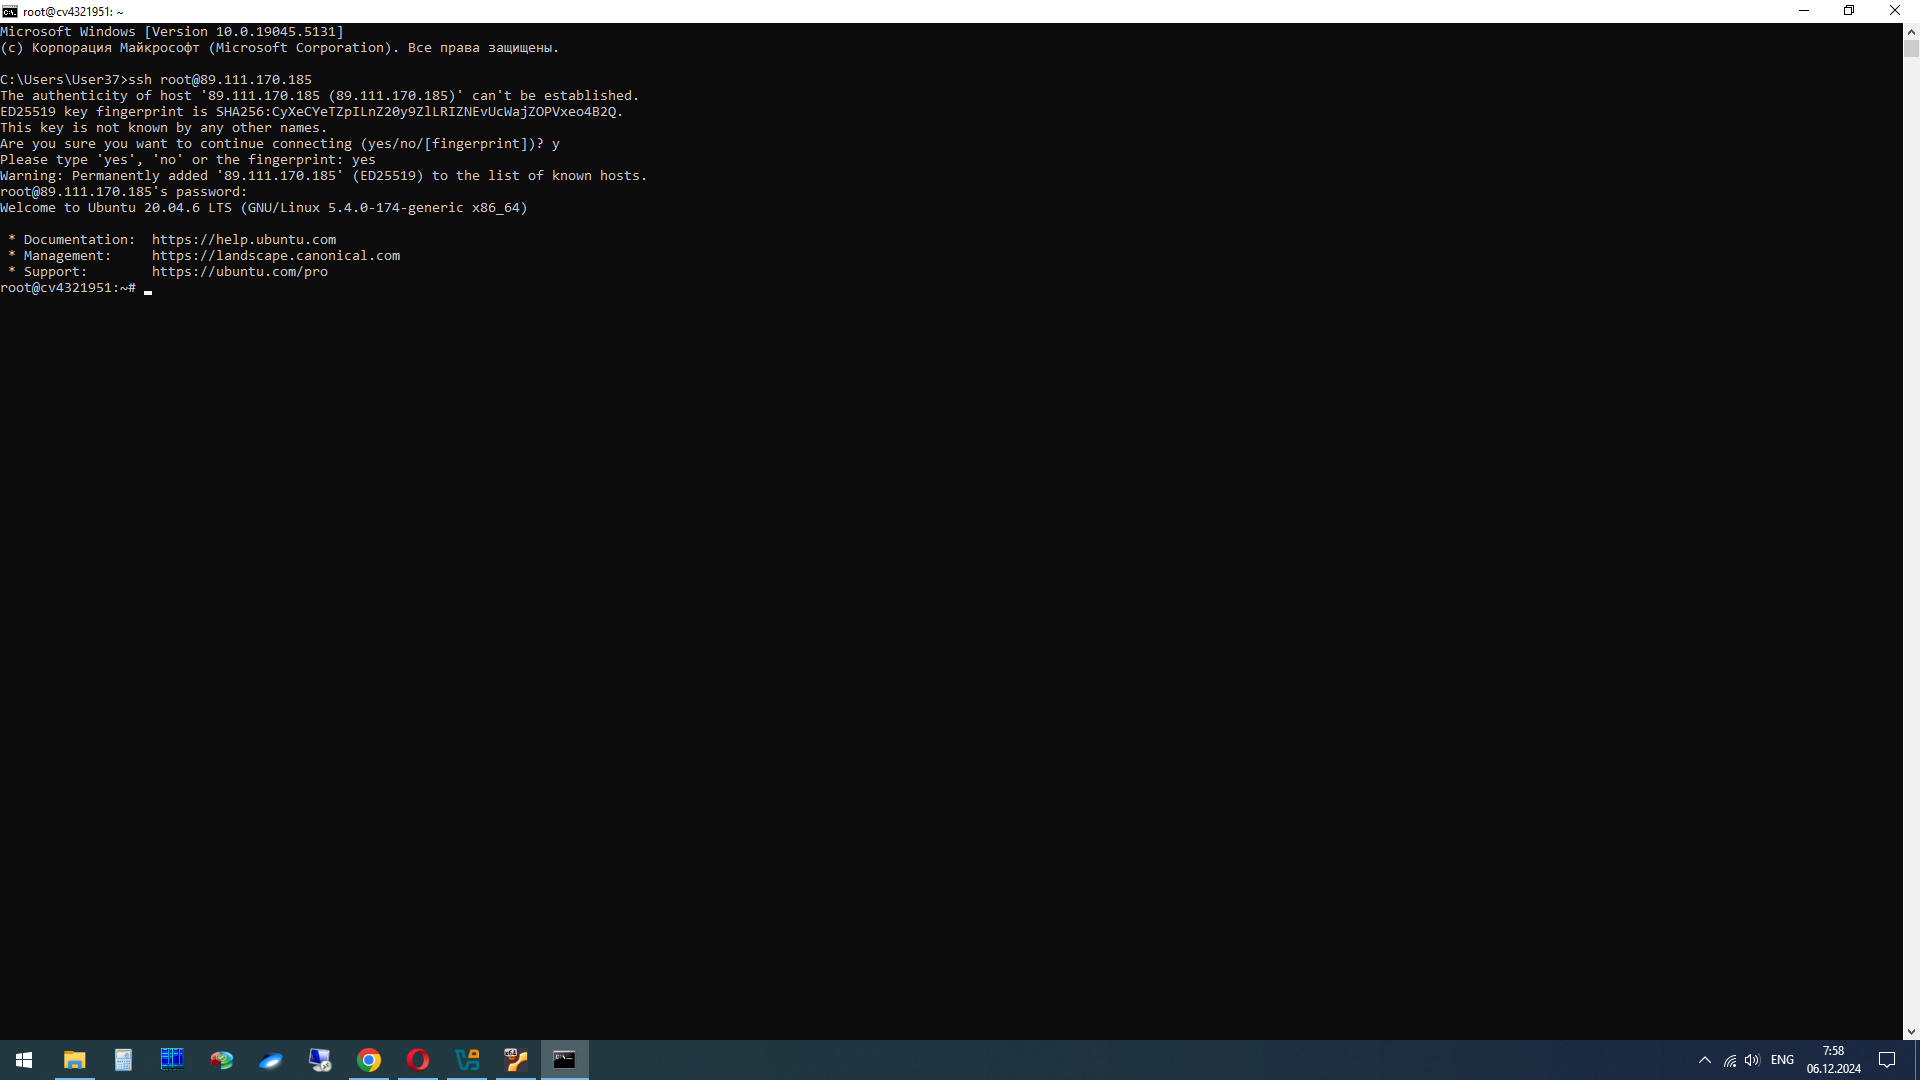 root@cv4321951: ~
Microsoft Windows [Version 10.0.19045.5131]
(c) Корпорация Майкрософт (Microsoft Corporation). Все права защищены.
C:\Users\User37>ssh root@89.111.170.185
The authenticity of host '89.111.170.185 (89.111.170.185)' can't be established.
ED25519 key fingerprint is SHA256:CyXeCYeTZpILnZ20y9ZlLRIZNEvUcWajZOPVxeo4B2Q.
This key is not known by any other names.
Are you sure you want to continue connecting (yes/no/[fingerprint])? y
Please type 'yes', 'no' or the fingerprint: yes
Warning: Permanently added '89.111.170.185' (ED25519) to the list of known hosts.
root@89.111.170.185's password:
Welcome to Ubuntu 20.04.6 LTS (GNU/Linux 5.4.0-174-generic x86_64)
* Documentation:  https://help.ubuntu.com
* Management:     https://landscape.canonical.com
* Support:        https://ubuntu.com/pro
root@cv4321951:~#
ENG
7:58
06.12.2024